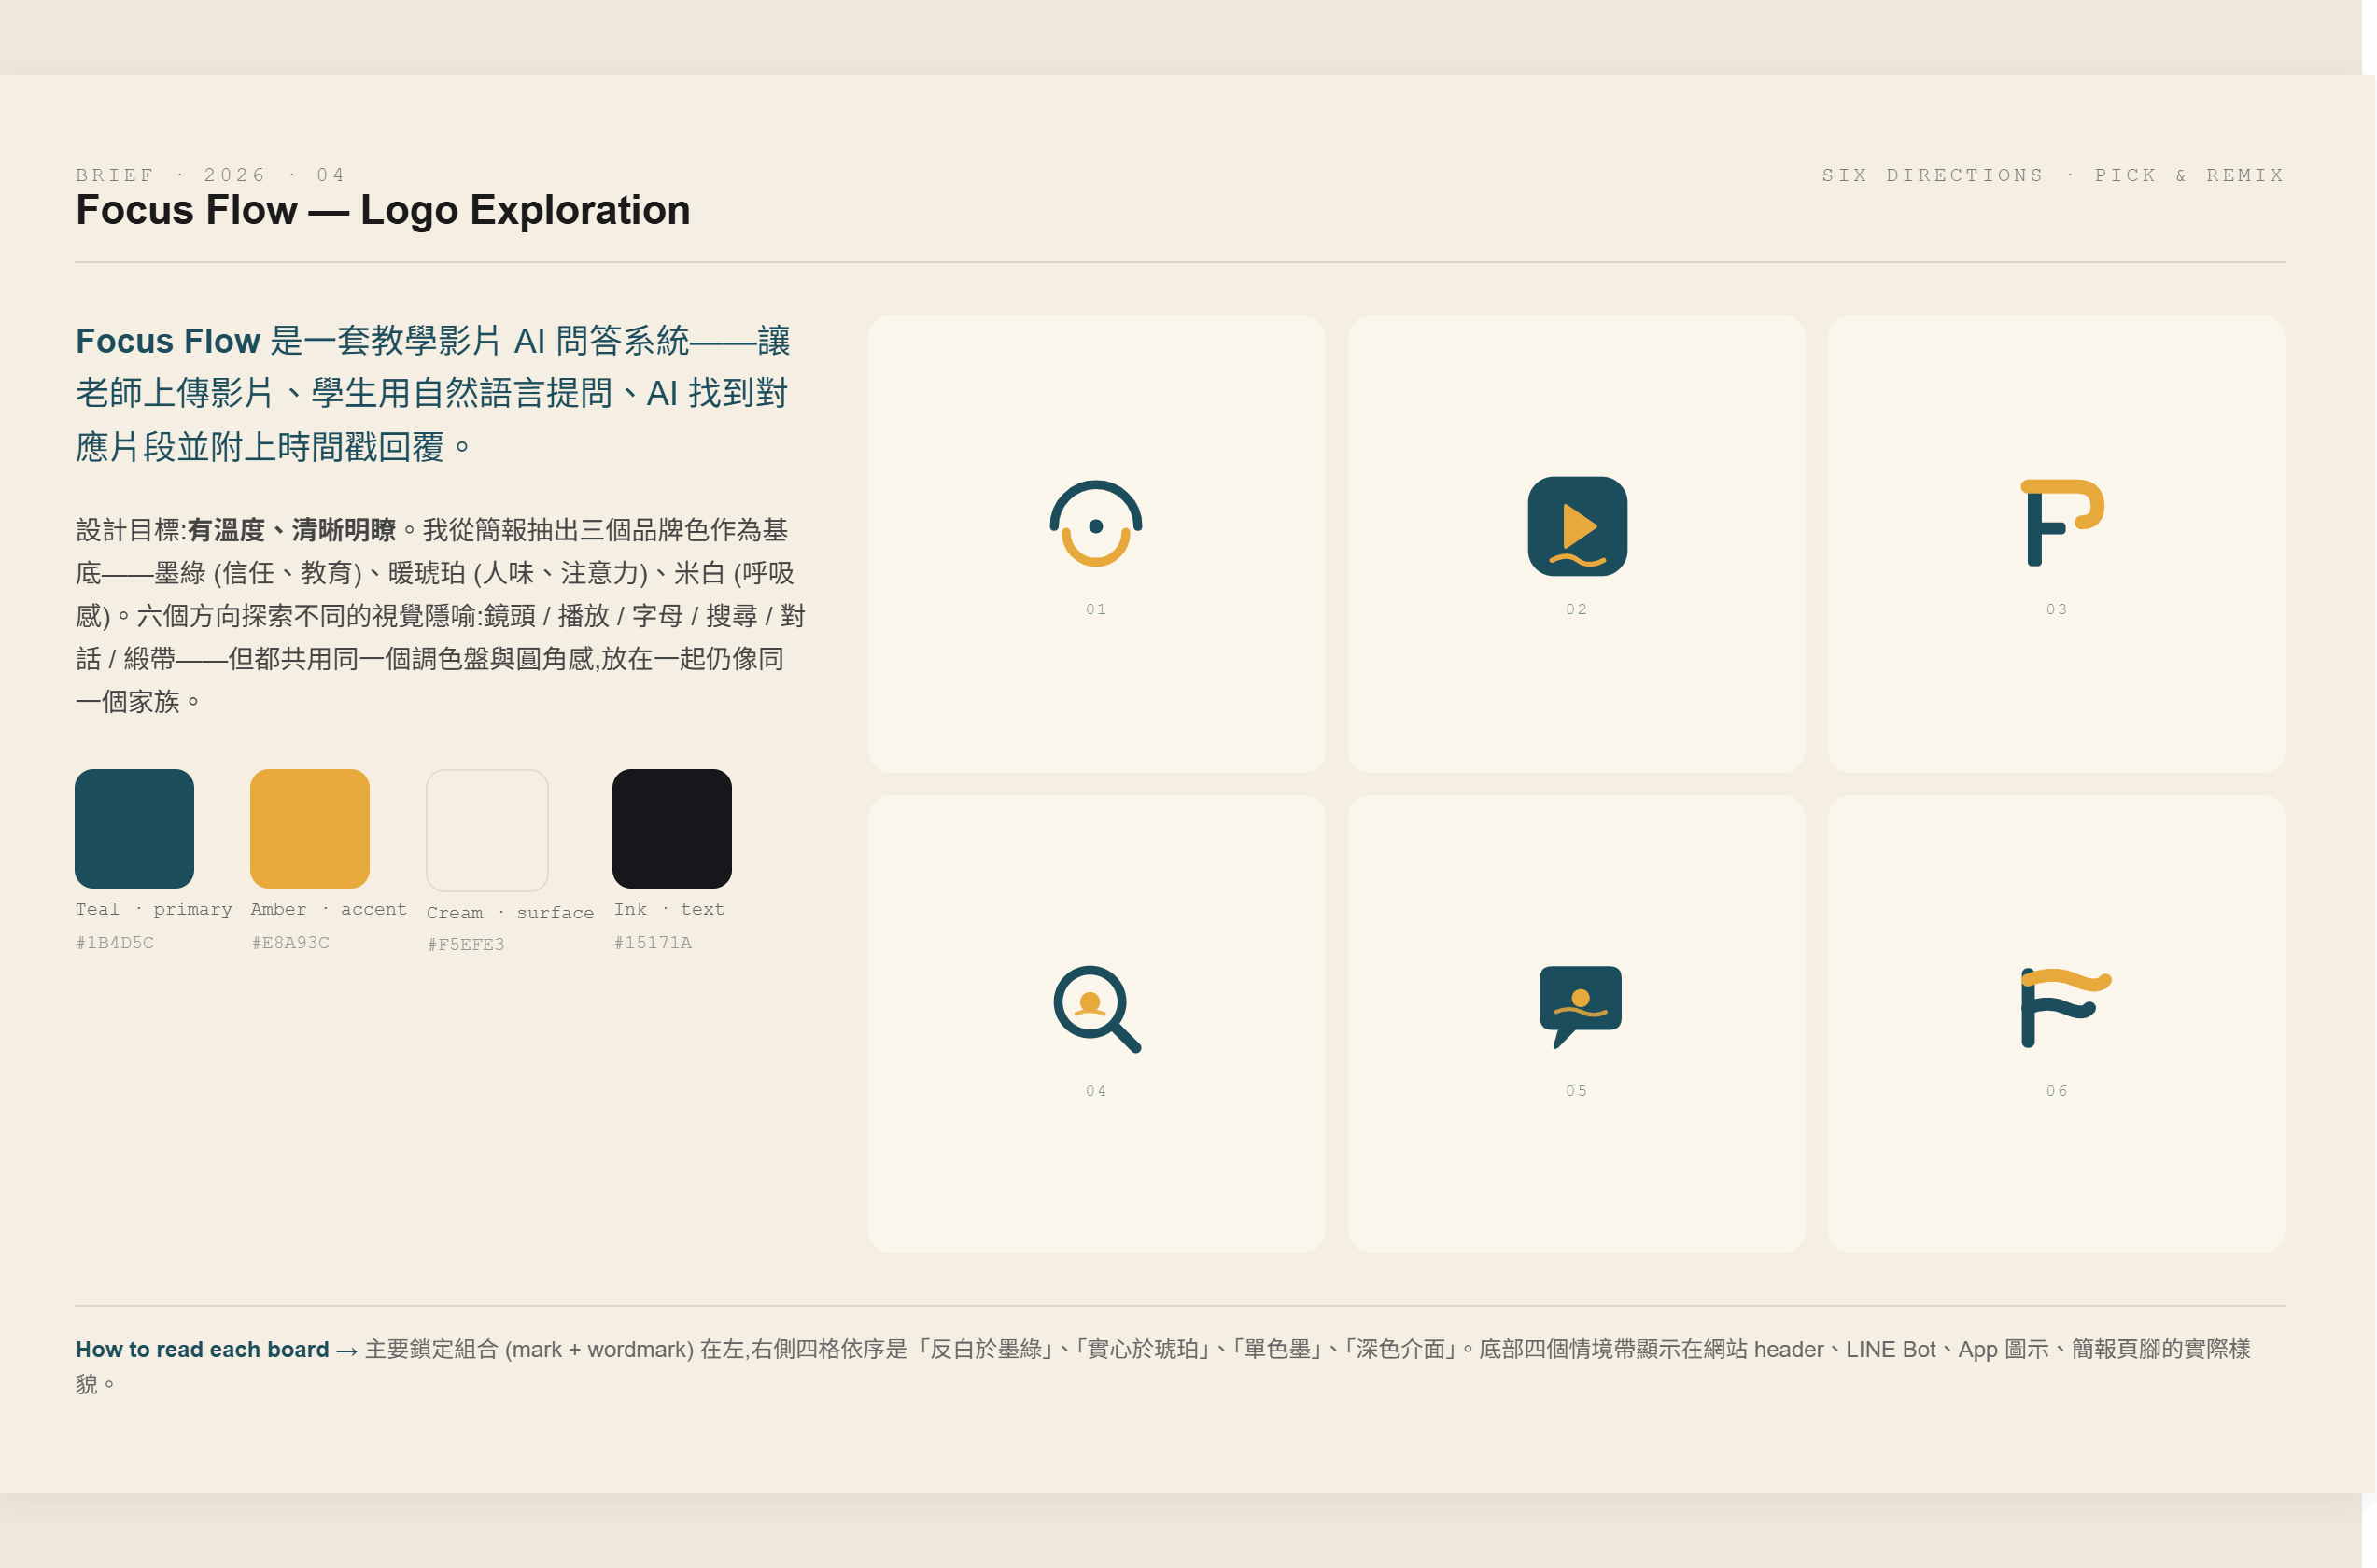 BRIEF · 2026 · 04
SIX DIRECTIONS · PICK & REMIX
Focus Flow — Logo Exploration
Focus Flow 是一套教學影片 AI 問答系統——讓
老師上傳影片、學生用自然語言提問、AI 找到對
應片段並附上時間戳回覆。
設計目標:有溫度、清晰明瞭。我從簡報抽出三個品牌色作為基
底——墨綠 (信任、教育)、暖琥珀 (人味、注意力)、米白 (呼吸
感)。六個方向探索不同的視覺隱喻:鏡頭 / 播放 / 字母 / 搜尋 / 對
話 / 緞帶——但都共用同一個調色盤與圓角感,放在一起仍像同
一個家族。
Teal · primary
#1B4D5C
Amber · accent
#E8A93C
Cream · surface
#F5EFE3
Ink · text
#15171A
01
02
03
04
05
06
How to read each board → 主要鎖定組合 (mark + wordmark) 在左,右側四格依序是「反白於墨綠」、「實心於琥珀」、「單色墨」、「深色介面」。底部四個情境帶顯示在網站 header、LINE Bot、App 圖示、簡報頁腳的實際樣
貌。